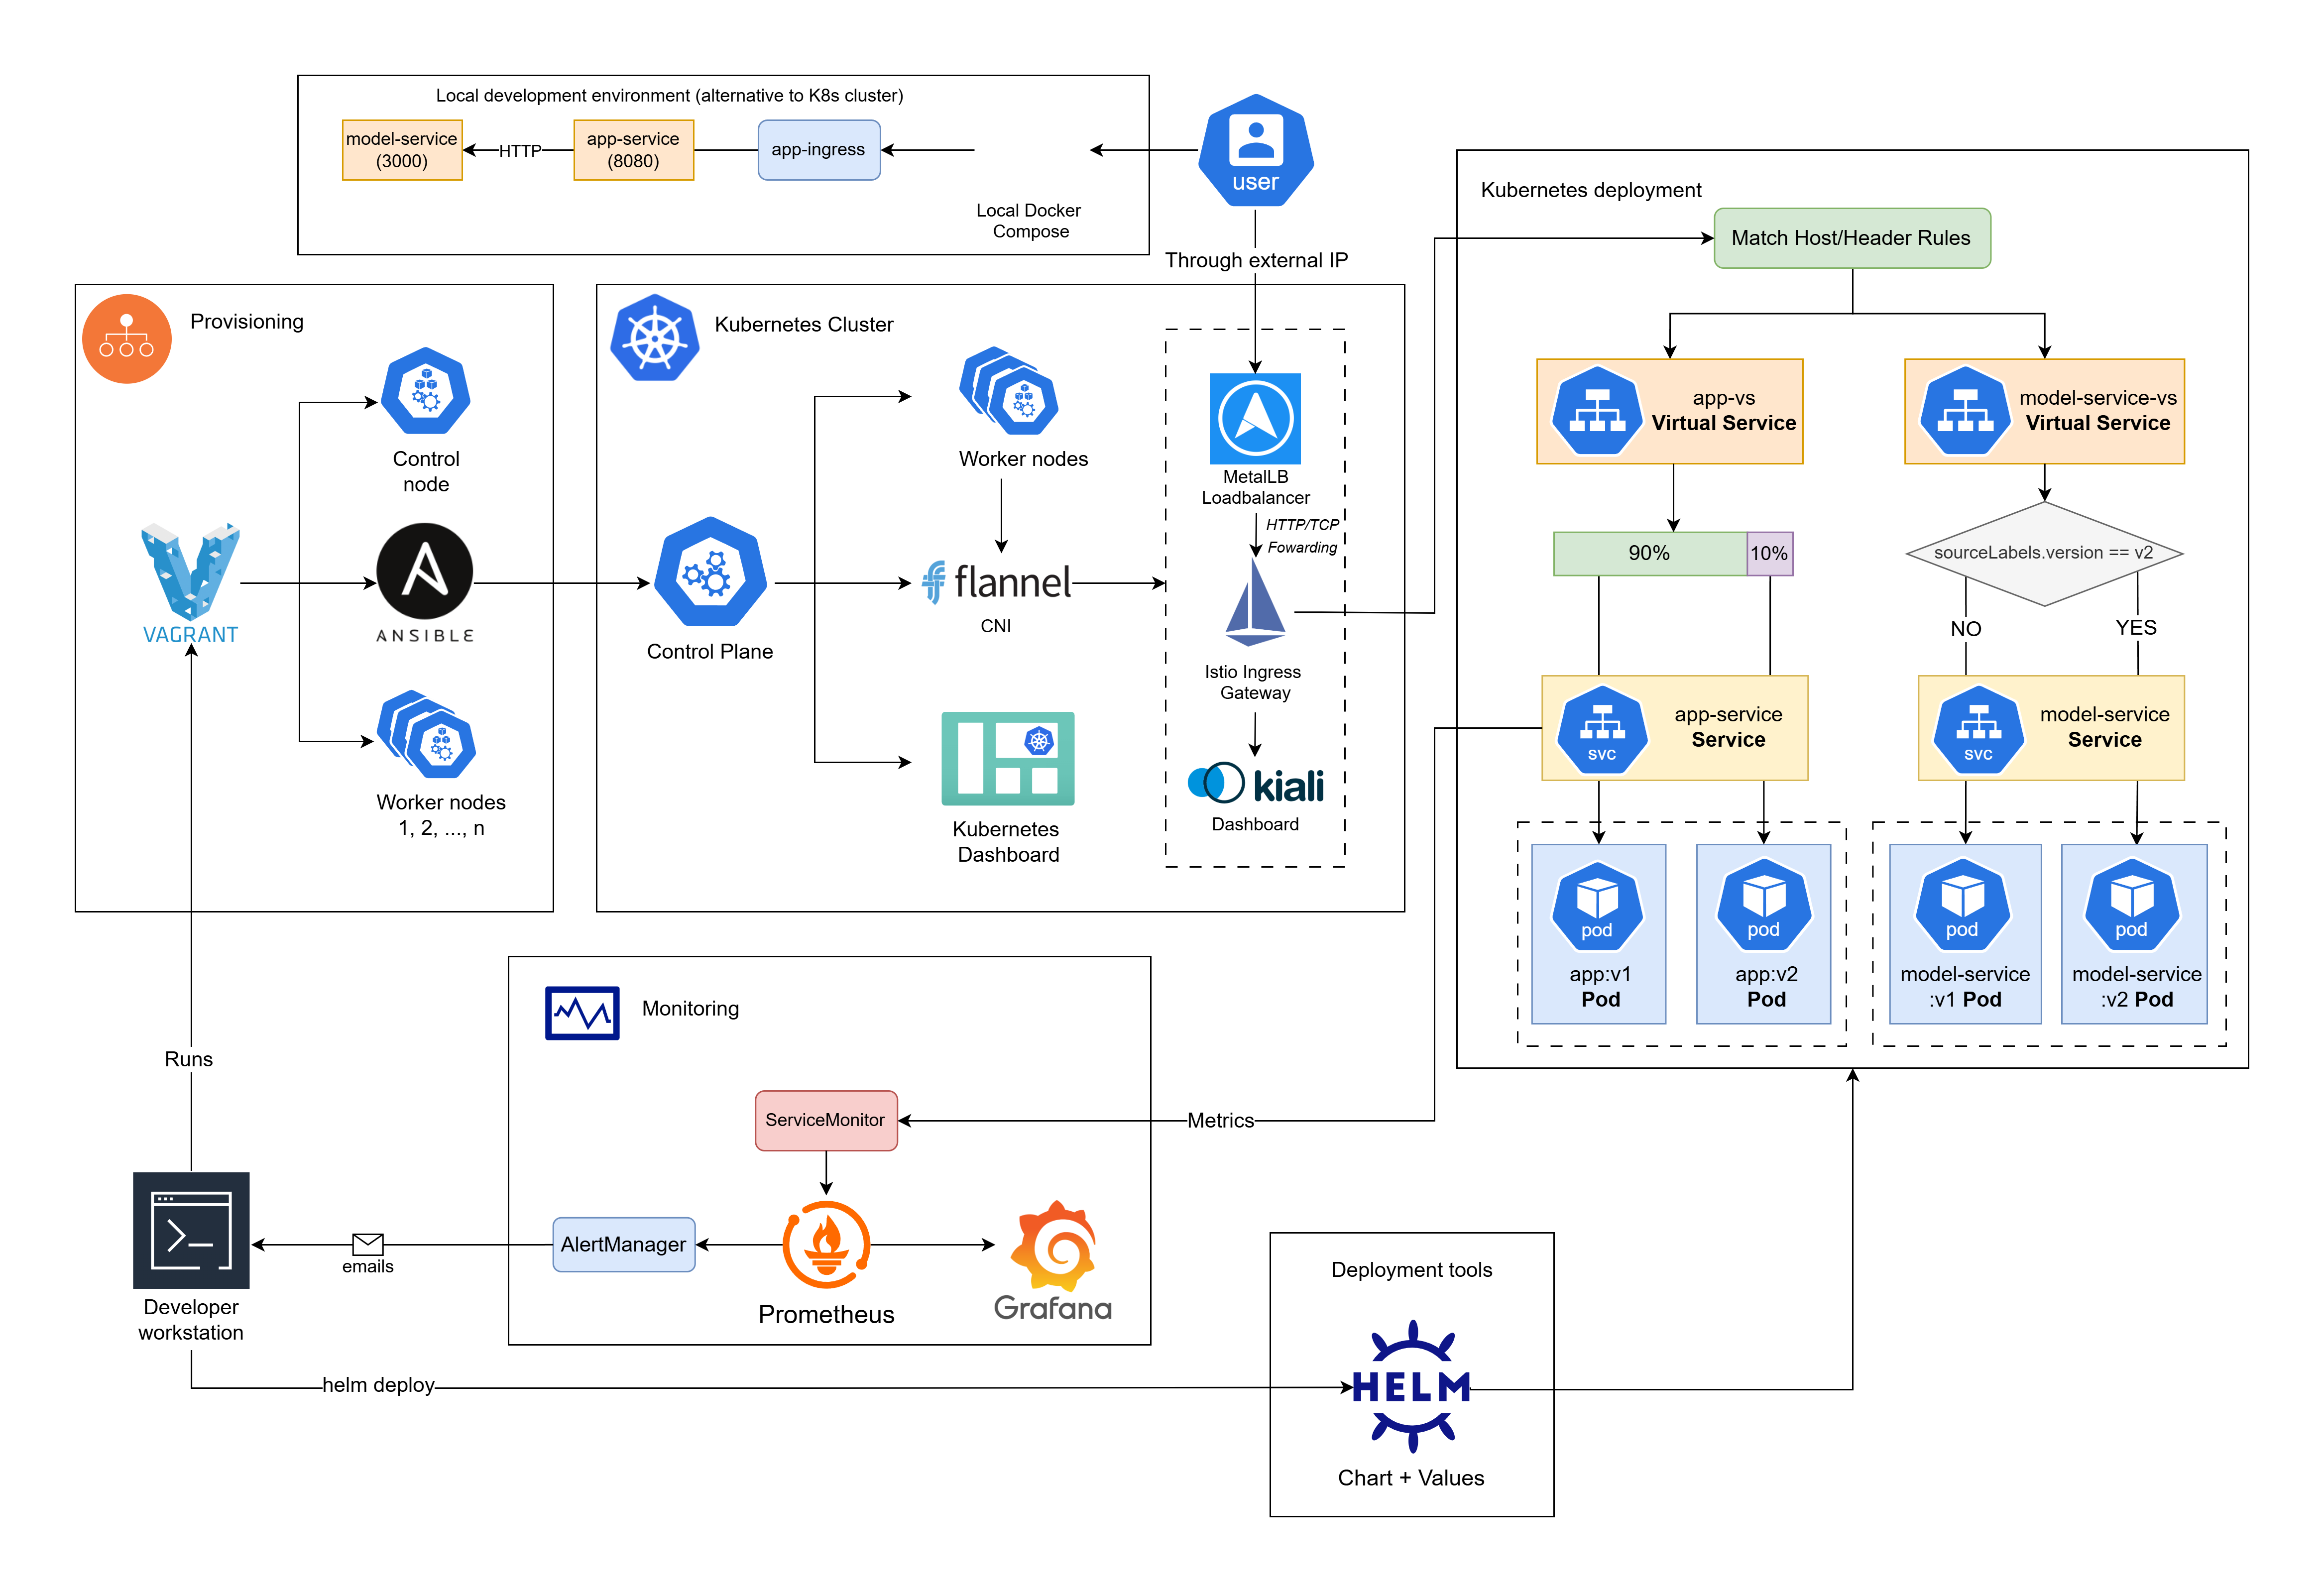 Local development environment (alternative to K8s cluster)
model-service
(3000)
HTTP
app-service
(8080)
app-ingress
Local Docker
Compose
user
Through external IP
Provisioning
Control
node
VAGRANT
ANSIBLE
Worker nodes
1, 2, ..., n
Kubernetes Cluster
Control Plane
Worker nodes
flannel
CNI
Kubernetes
Dashboard
MetalLB
Loadbalancer
HTTP/TCP
Fowarding
Istio Ingress
Gateway
kiali
Dashboard
Kubernetes deployment
Match Host/Header Rules
app-vs
Virtual Service
model-service-vs
Virtual Service
90%
10%
sourceLabels.version == v2
NO
YES
svc
app-service
Service
svc
model-service
Service
pod
app:v1
Pod
pod
app:v2
Pod
pod
model-service
:v1 Pod
pod
model-service
:v2 Pod
Monitoring
ServiceMonitor
Metrics
AlertManager
Prometheus
Grafana
emails
Runs
Developer
workstation
helm deploy
Deployment tools
HELM
Chart + Values